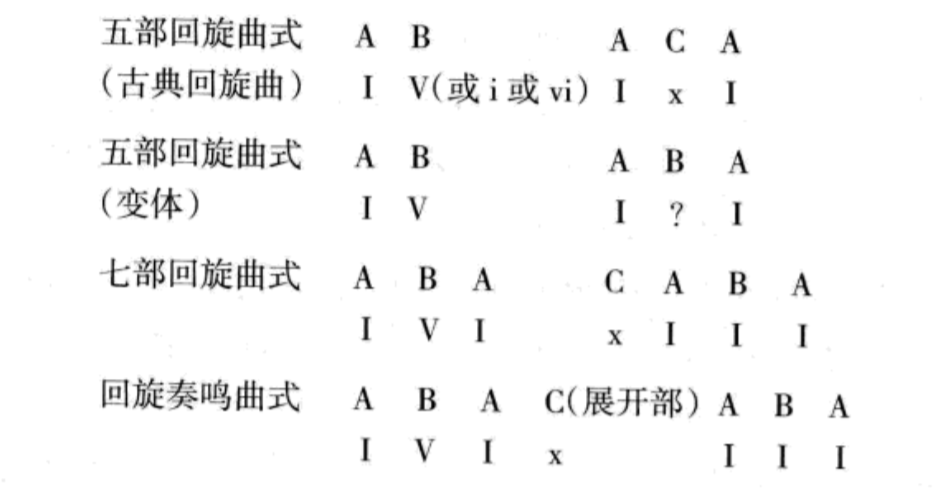 五部回旋曲式 A B A C A
(古典回旋曲) I V(或 i 或 vi) I x I
五部回旋曲式 A B A B A
(变体) I V I ? I
七部回旋曲式 A B A C A B A
I V I x I I I
回旋奏鸣曲式 A B A C(展开部) A B A
I V I x I I I